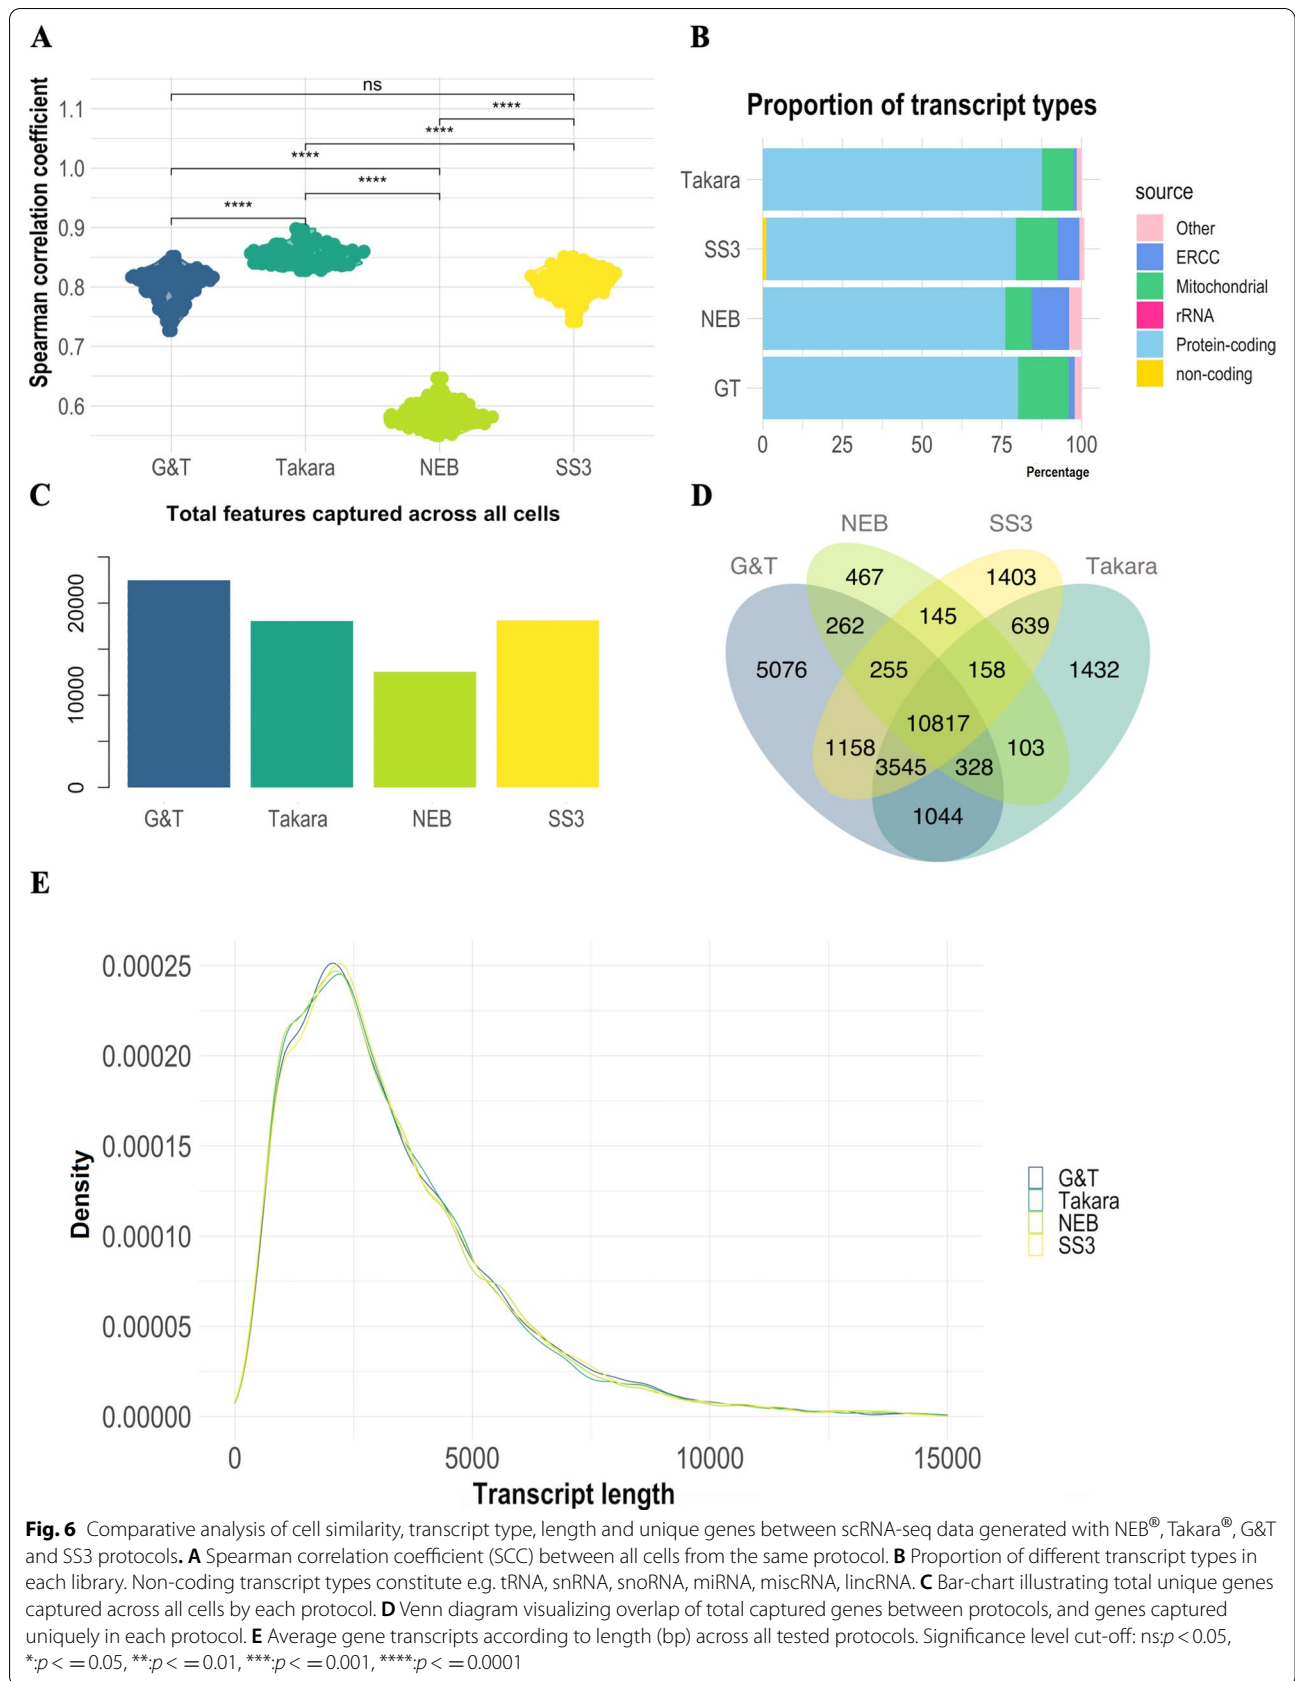 A
Spearman correlation coefficient
1.1
1.0
0.9
0.8
0.7
0.6
ns
****
****
****
****
****
G&T
Takara
NEB
SS3
B
Proportion of transcript types
Takara
SS3
NEB
GT
0
25
50
75
100
Percentage
source
Other
ERCC
Mitochondrial
rRNA
Protein-coding
non-coding
C
Total features captured across all cells
20000
10000
0
G&T
Takara
NEB
SS3
D
NEB
SS3
G&T
Takara
467
1403
145
262
639
5076
255
158
1432
10817
1158
103
3545
328
1044
E
Density
0.00025
0.00020
0.00015
0.00010
0.00005
0.00000
0
5000
10000
15000
Transcript length
G&T
Takara
NEB
SS3
Fig. 6 Comparative analysis of cell similarity, transcript type, length and unique genes between scRNA-seq data generated with NEB®, Takara®, G&T
and SS3 protocols. A Spearman correlation coefficient (SCC) between all cells from the same protocol. B Proportion of different transcript types in
each library. Non-coding transcript types constitute e.g. tRNA, snRNA, snoRNA, miRNA, miscRNA, lincRNA. C Bar-chart illustrating total unique genes
captured across all cells by each protocol. D Venn diagram visualizing overlap of total captured genes between protocols, and genes captured
uniquely in each protocol. E Average gene transcripts according to length (bp) across all tested protocols. Significance level cut-off: ns:p < 0.05,
*:p < = 0.05, **:p < = 0.01, ***:p < = 0.001, ****:p < = 0.0001